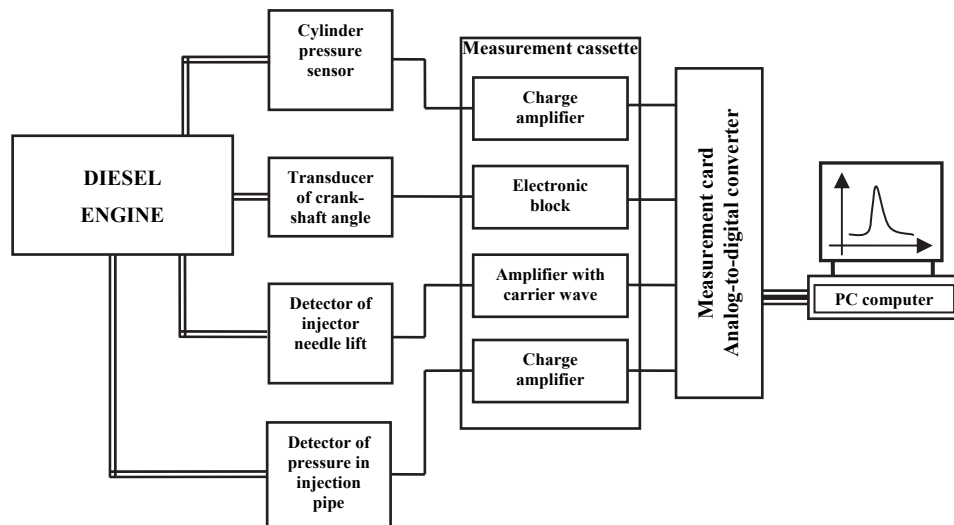 Cylinder
pressure
sensor
Measurement cassette
Charge
amplifier
DIESEL
ENGINE
Transducer
of crank-
shaft angle
Electronic
block
Measurement card
Analog-to-digital converter
Amplifier with
carrier wave
PC computer
Detector of
injector
needle lift
Charge
amplifier
Detector of
pressure in
injection
pipe